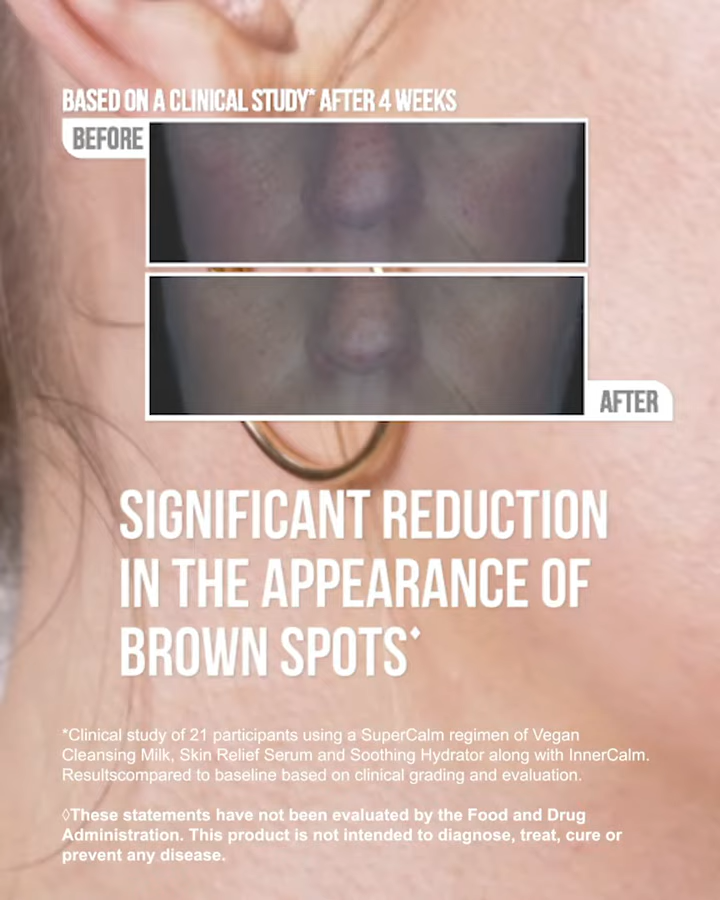 BASED ON A CLINICAL STUDY* AFTER 4 WEEKS
BEFORE
AFTER
SIGNIFICANT REDUCTION
IN THE APPEARANCE OF
BROWN SPOTS♦
*Clinical study of 21 participants using a SuperCalm regimen of Vegan
Cleansing Milk, Skin Relief Serum and Soothing Hydrator along with InnerCalm.
Resultscompared to baseline based on clinical grading and evaluation.
◊These statements have not been evaluated by the Food and Drug
Administration. This product is not intended to diagnose, treat, cure or
prevent any disease.